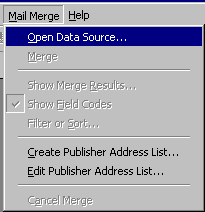 Mail Merge Help
Open Data Source...
Merge
Show Merge Results...
Show Field Codes
Filter or Sort...
Create Publisher Address List...
Edit Publisher Address List...
Cancel Merge